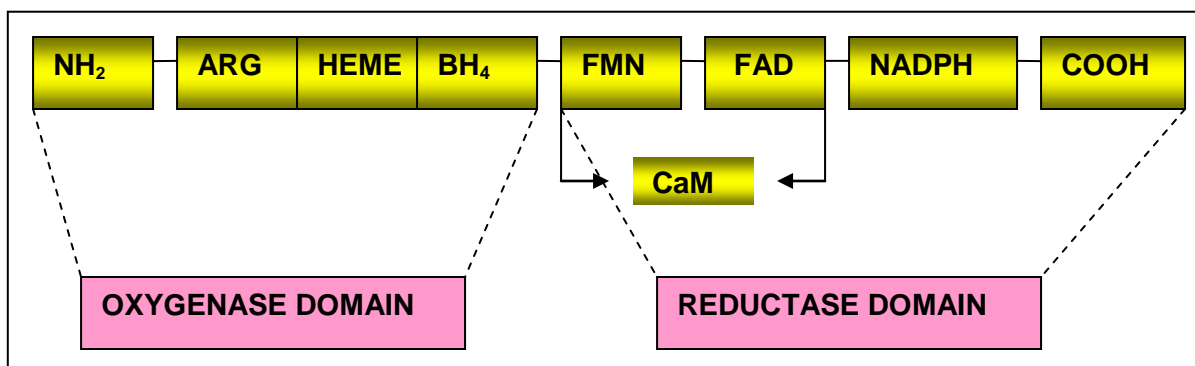 NH₂ ARG HEME BH₄ FMN FAD NADPH COOH
CaM
OXYGENASE DOMAIN REDUCTASE DOMAIN